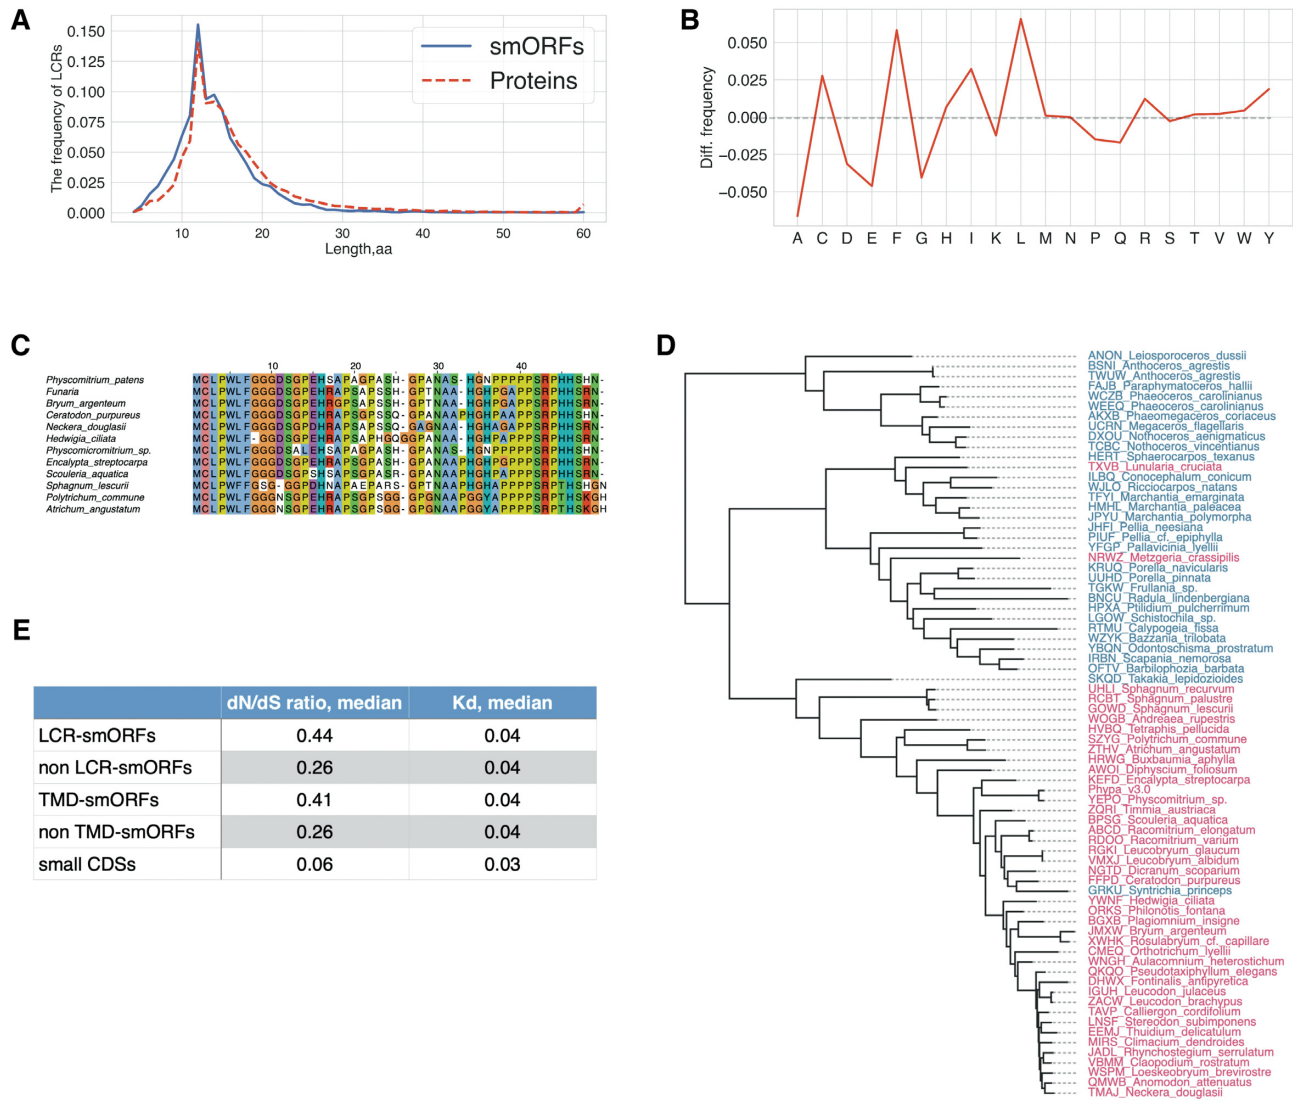 A
0.150
0.125
0.100
0.075
0.050
0.025
0.000
The frequency of LCRs
smORFs
Proteins
10 20 30 40 50 60
Length,aa
B
0.050
0.025
0.000
−0.025
−0.050
Diff. frequency
A C D E F G H I K L M N P Q R S T V W Y
C
10 20 30 40
Physcomitrium_patens MCLPWLFGGGDSGPEHSAPAGPASH-GPANAS-HGNPPPPPSRPHHSHN-
Funaria
Bryum_argenteum
Ceratodon_purpureus
Neckera_douglasii
Hedwigia_ciliata
Physcomicromitrium_sp.
Encalypta_streptocarpa
Scouleria_aquatica
Sphagnum_lescurii
Polytrichum_commune
Atrichum_angustatum
D
ANON_Leiosporoceros_dussii
BSNI_Anthoceros_agrestis
TWUW_Anthoceros_agrestis
FAJB_Paraphymatoceros_hallii
WCZB_Phaeoceros_carolinianus
WEEQ_Phaeoceros_carolinianus
AKXB_Phaeomegaceros_coriaceus
UCRN_Megaceros_flagellaris
DXOU_Nothoceros_aenigmaticus
TCBC_Nothoceros_vincentianus
HERT_Sphaerocarpos_texanus
TXVB_Lunularia_cruciata
ILBQ_Conocephalum_conicum
WJLO_Ricciocarpos_natans
TFYI_Marchantia_emarginata
HMHL_Marchantia_paleacea
JPYU_Marchantia_polymorpha
JHFI_Pellia_neesiana
PIUF_Pellia_cf._epiphylla
YFGP_Pallavicinia_lyellii
NRWZ_Metzgeria_crassipilis
KRUQ_Porella_navicularis
UUHD_Porella_pinnata
TGKW_Frullania_sp.
BNCU_Radula_lindenbergiana
HPXA_Ptilidium_pulcherrimum
LGOW_Schistochila_sp.
RTMU_Calypogeia_fissa
WZYK_Bazzania_trilobata
YBQN_Odontoschisma_prostratum
IRBN_Scapania_nemorosa
OFTV_Barbilophozia_barbata
SKQD_Takakia_lepidozioides
UHLI_Sphagnum_recurvum
RCBT_Sphagnum_palustre
GOWD_Sphagnum_lescurii
WOGB_Andreaea_rupestris
HVBQ_Tetraphis_pellucida
SZYG_Polytrichum_commune
ZTHV_Atrichum_angustatum
HRWG_Buxbaumia_aphylla
AWOI_Diphyscium_foliosum
KEFD_Encalypta_streptocarpa
Phypa_v3.0
YEPO_Physcomitrium_sp.
ZQRI_Timmia_austriaca
BPSG_Scouleria_aquatica
ABCD_Racomitrium_elongatum
RDOO_Racomitrium_varium
RGKI_Leucobryum_glaucum
VMXJ_Leucobryum_albidum
NGTD_Dicranum_scoparium
FFPD_Ceratodon_purpureus
GRKU_Syntrichia_princeps
YWNF_Hedwigia_ciliata
ORKS_Philonotis_fontana
BGXB_Plagiomnium_insigne
JMXW_Bryum_argenteum
XWHK_Rosulabryum_cf._capillare
CMEQ_Orthotrichum_lyellii
WNGH_Aulacomnium_heterostichum
QKQO_Pseudotaxiphyllum_elegans
DHWX_Fontinalis_antipyretica
IGUH_Leucodon_julaceus
ZACW_Leucodon_brachypus
TAVP_Calliergon_cordifolium
LNSF_Stereodon_subimponens
EEMJ_Thuidium_delicatulum
MIRS_Climacium_dendroides
JADL_Rhynchostegium_serrulatum
VBMM_Claopodium_rostratum
WSPM_Loeskeobryum_brevirostre
QMWB_Anomodon_attenuatus
TMAJ_Neckera_douglasii
E
dN/dS ratio, median Kd, median
LCR-smORFs 0.44 0.04
non LCR-smORFs 0.26 0.04
TMD-smORFs 0.41 0.04
non TMD-smORFs 0.26 0.04
small CDSs 0.06 0.03